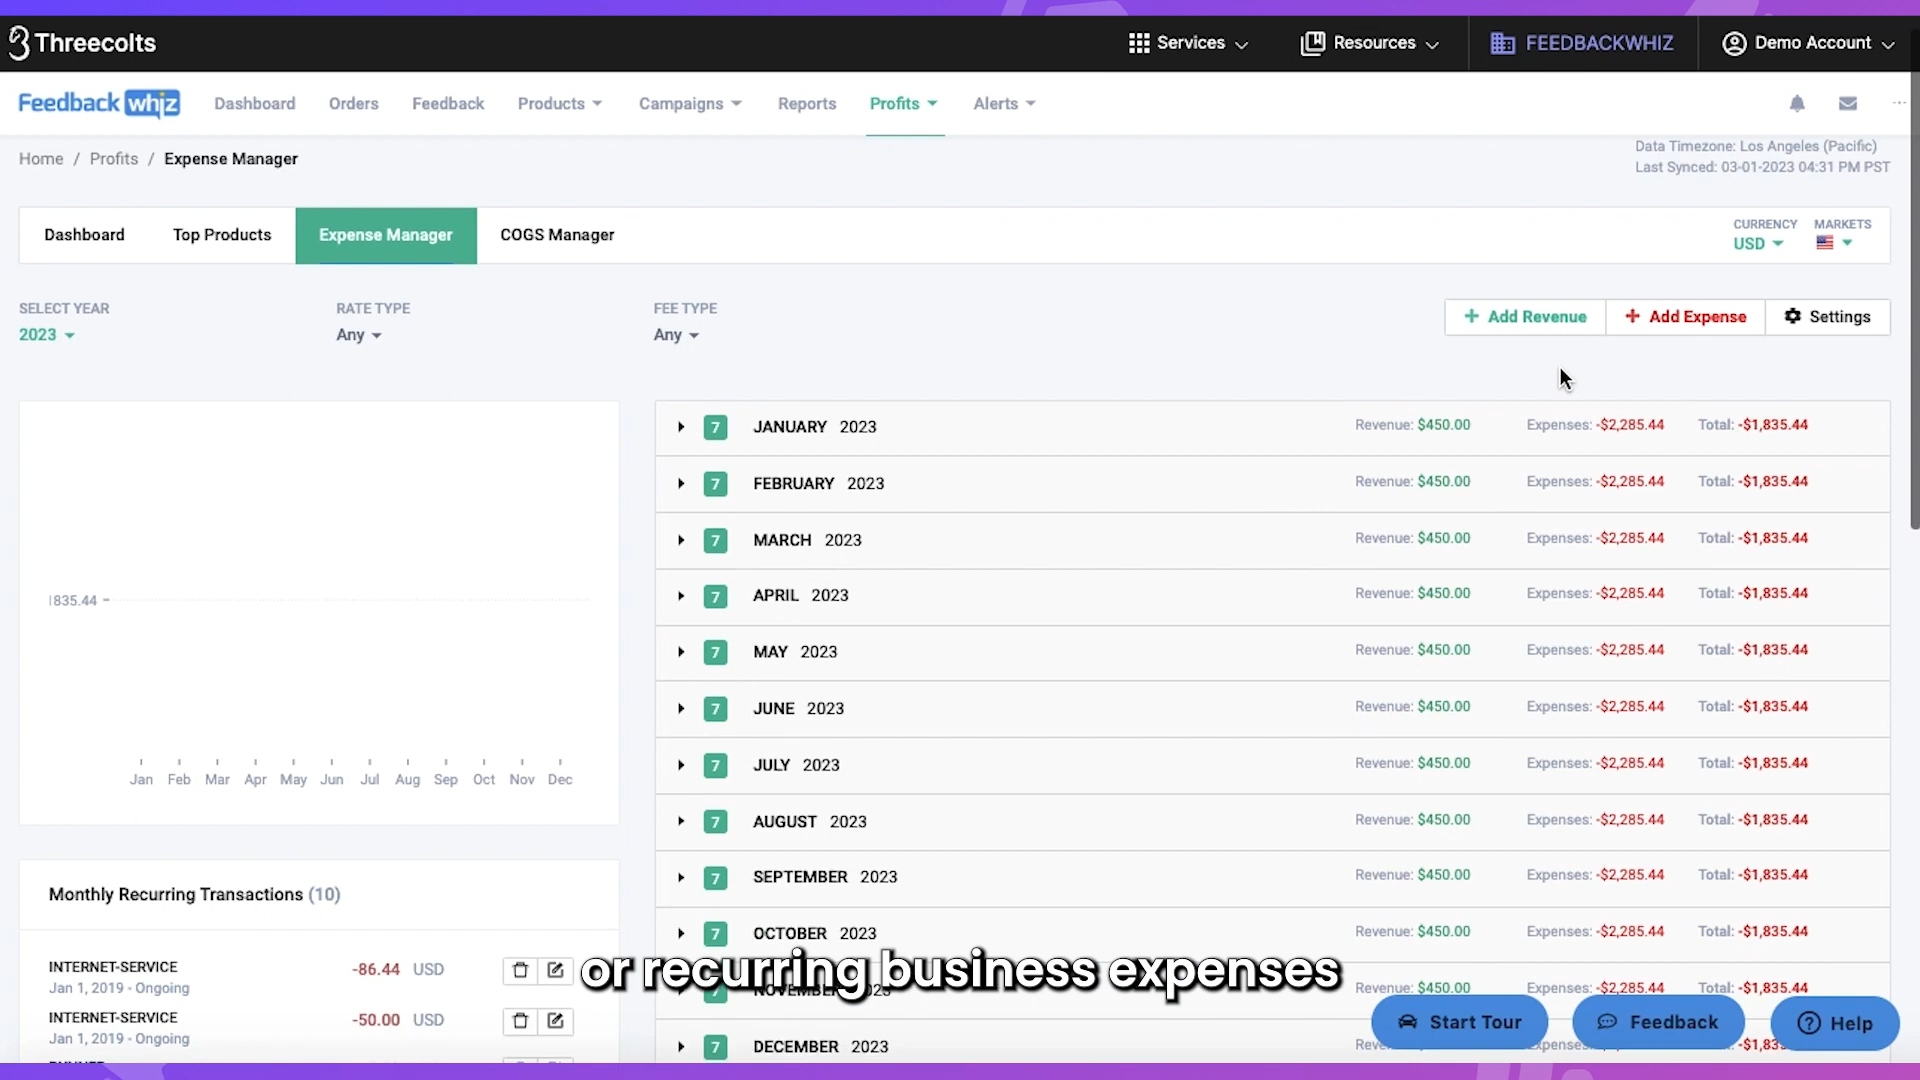 Threecolts
Services
Resources
FEEDBACKWHIZ
Demo Account
Feedback whiz
Dashboard
Orders
Feedback
Products
Campaigns
Reports
Profits
Alerts
Home / Profits / Expense Manager
Data Timezone: Los Angeles (Pacific)
Last Synced: 03-01-2023 04:31 PM PST
Dashboard
Top Products
Expense Manager
COGS Manager
CURRENCY
USD
MARKETS
SELECT YEAR
2023
RATE TYPE
Any
FEE TYPE
Any
+ Add Revenue
+ Add Expense
Settings
835.44
Jan Feb Mar Apr May Jun Jul Aug Sep Oct Nov Dec
7 JANUARY 2023 Revenue: $450.00 Expenses: -$2,285.44 Total: -$1,835.44
7 FEBRUARY 2023 Revenue: $450.00 Expenses: -$2,285.44 Total: -$1,835.44
7 MARCH 2023 Revenue: $450.00 Expenses: -$2,285.44 Total: -$1,835.44
7 APRIL 2023 Revenue: $450.00 Expenses: -$2,285.44 Total: -$1,835.44
7 MAY 2023 Revenue: $450.00 Expenses: -$2,285.44 Total: -$1,835.44
7 JUNE 2023 Revenue: $450.00 Expenses: -$2,285.44 Total: -$1,835.44
7 JULY 2023 Revenue: $450.00 Expenses: -$2,285.44 Total: -$1,835.44
7 AUGUST 2023 Revenue: $450.00 Expenses: -$2,285.44 Total: -$1,835.44
7 SEPTEMBER 2023 Revenue: $450.00 Expenses: -$2,285.44 Total: -$1,835.44
7 OCTOBER 2023 Revenue: $450.00 Expenses: -$2,285.44 Total: -$1,835.44
7 NOVEMBER 2023 Revenue: $450.00 Expenses: -$2,285.44 Total: -$1,835.44
7 DECEMBER 2023
Monthly Recurring Transactions (10)
INTERNET-SERVICE -86.44 USD
Jan 1, 2019 - Ongoing
INTERNET-SERVICE -50.00 USD
Jan 1, 2019 - Ongoing
or recurring business expenses
Start Tour
Feedback
Help